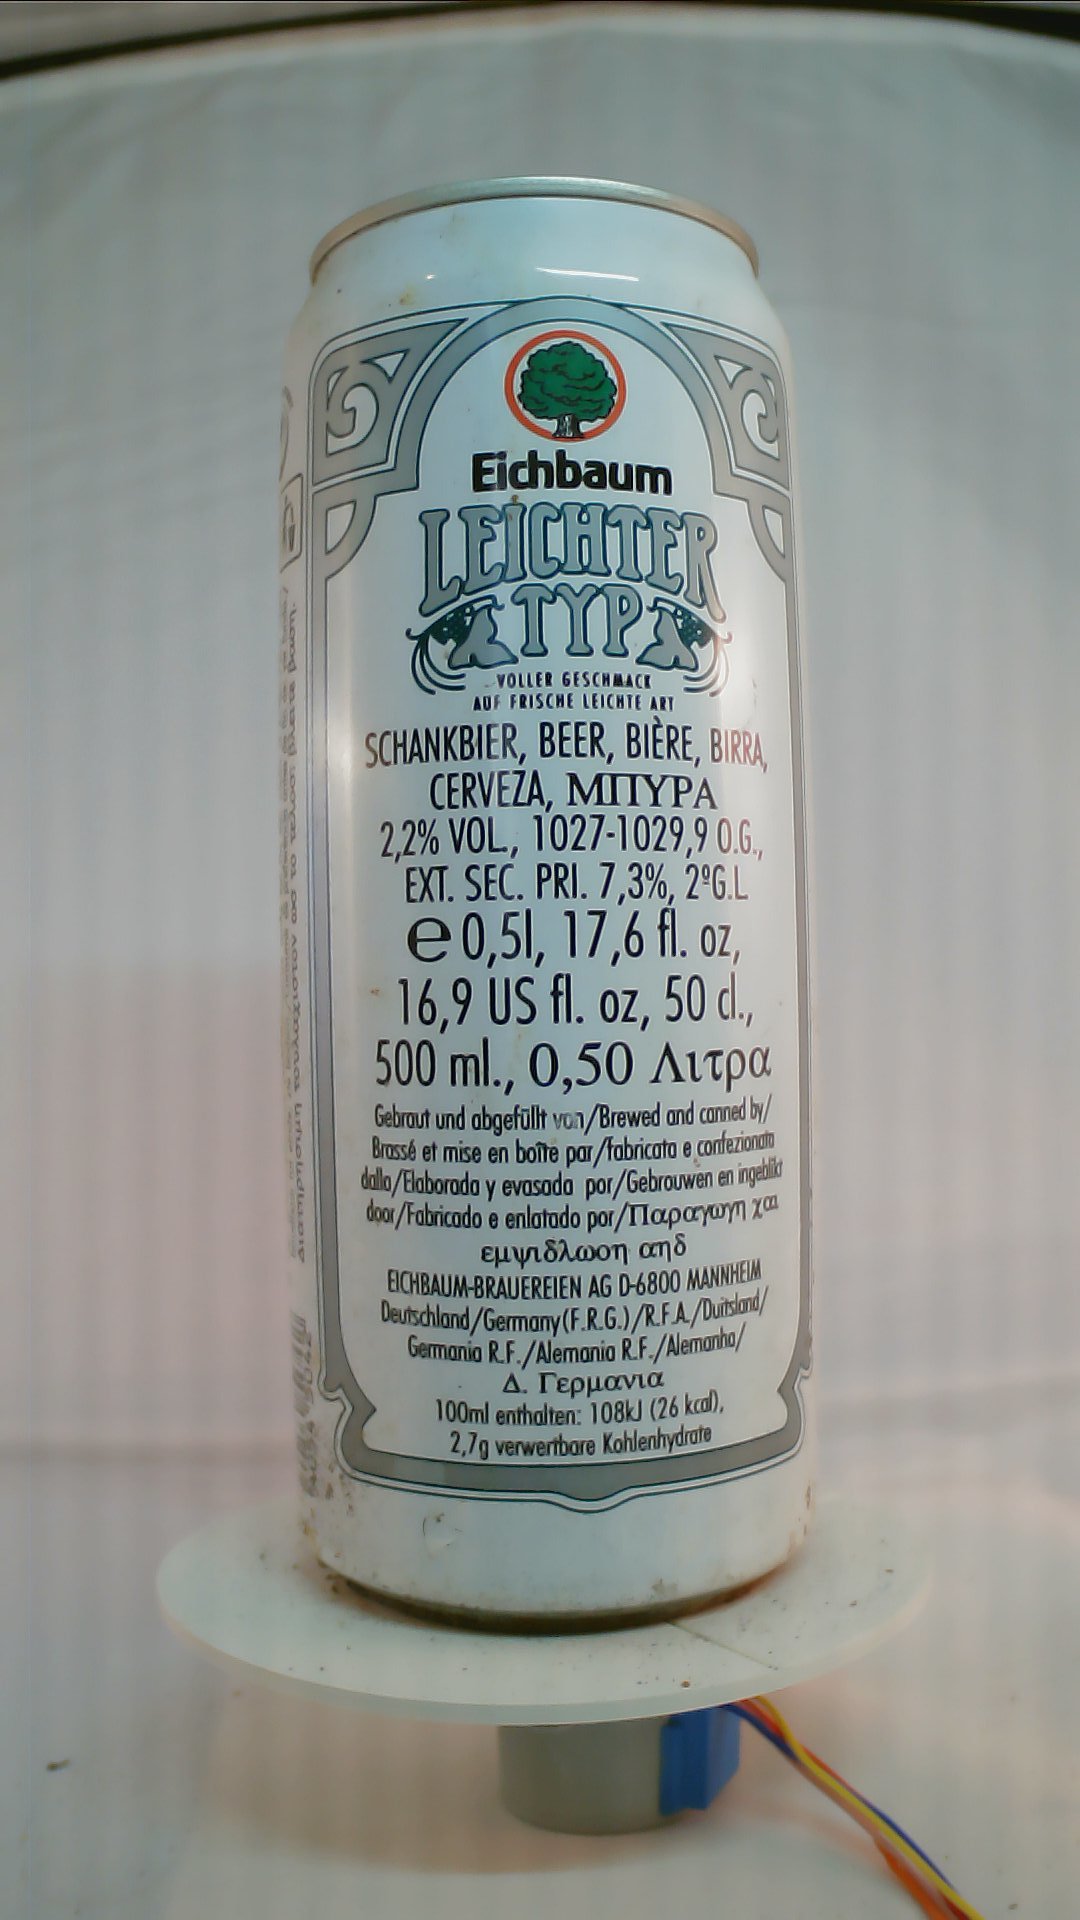 Eichbaum
LEICHTER
TYP
VOLLER GESCHMACK
AUF FRISCHE LEICHTE ART
SCHANKBIER, BEER, BIÈRE, BIRRA,
CERVEZA, ΜΠΥΡΑ
2,2% VOL., 1027-1029,9 O.G.,
EXT. SEC. PRI. 7,3%, 2ºG.L
e 0,5l, 17,6 fl. oz,
16,9 US fl. oz, 50 cl.,
500 ml., 0,50 Λιτρα
Gebraut und abgefüllt von/Brewed and canned by/
Brassé et mise en boîte par/fabricata e confezionata
dalla/Elaborada y evasada por/Gebrouwen en ingeblikt
door/Fabricado e enlatado por/Παραγωγη χαι
εμψιδλωοη αηδ
EICHBAUM-BRAUEREIEN AG D-6800 MANNHEIM
Deutschland/Germany(F.R.G.)/R.F.A./Duitsland/
Germania R.F./Alemania R.F./Alemanha/
Δ. Γερμανια
100ml enthalten: 108kJ (26 kcal),
2,7g verwertbare Kohlenhydrate